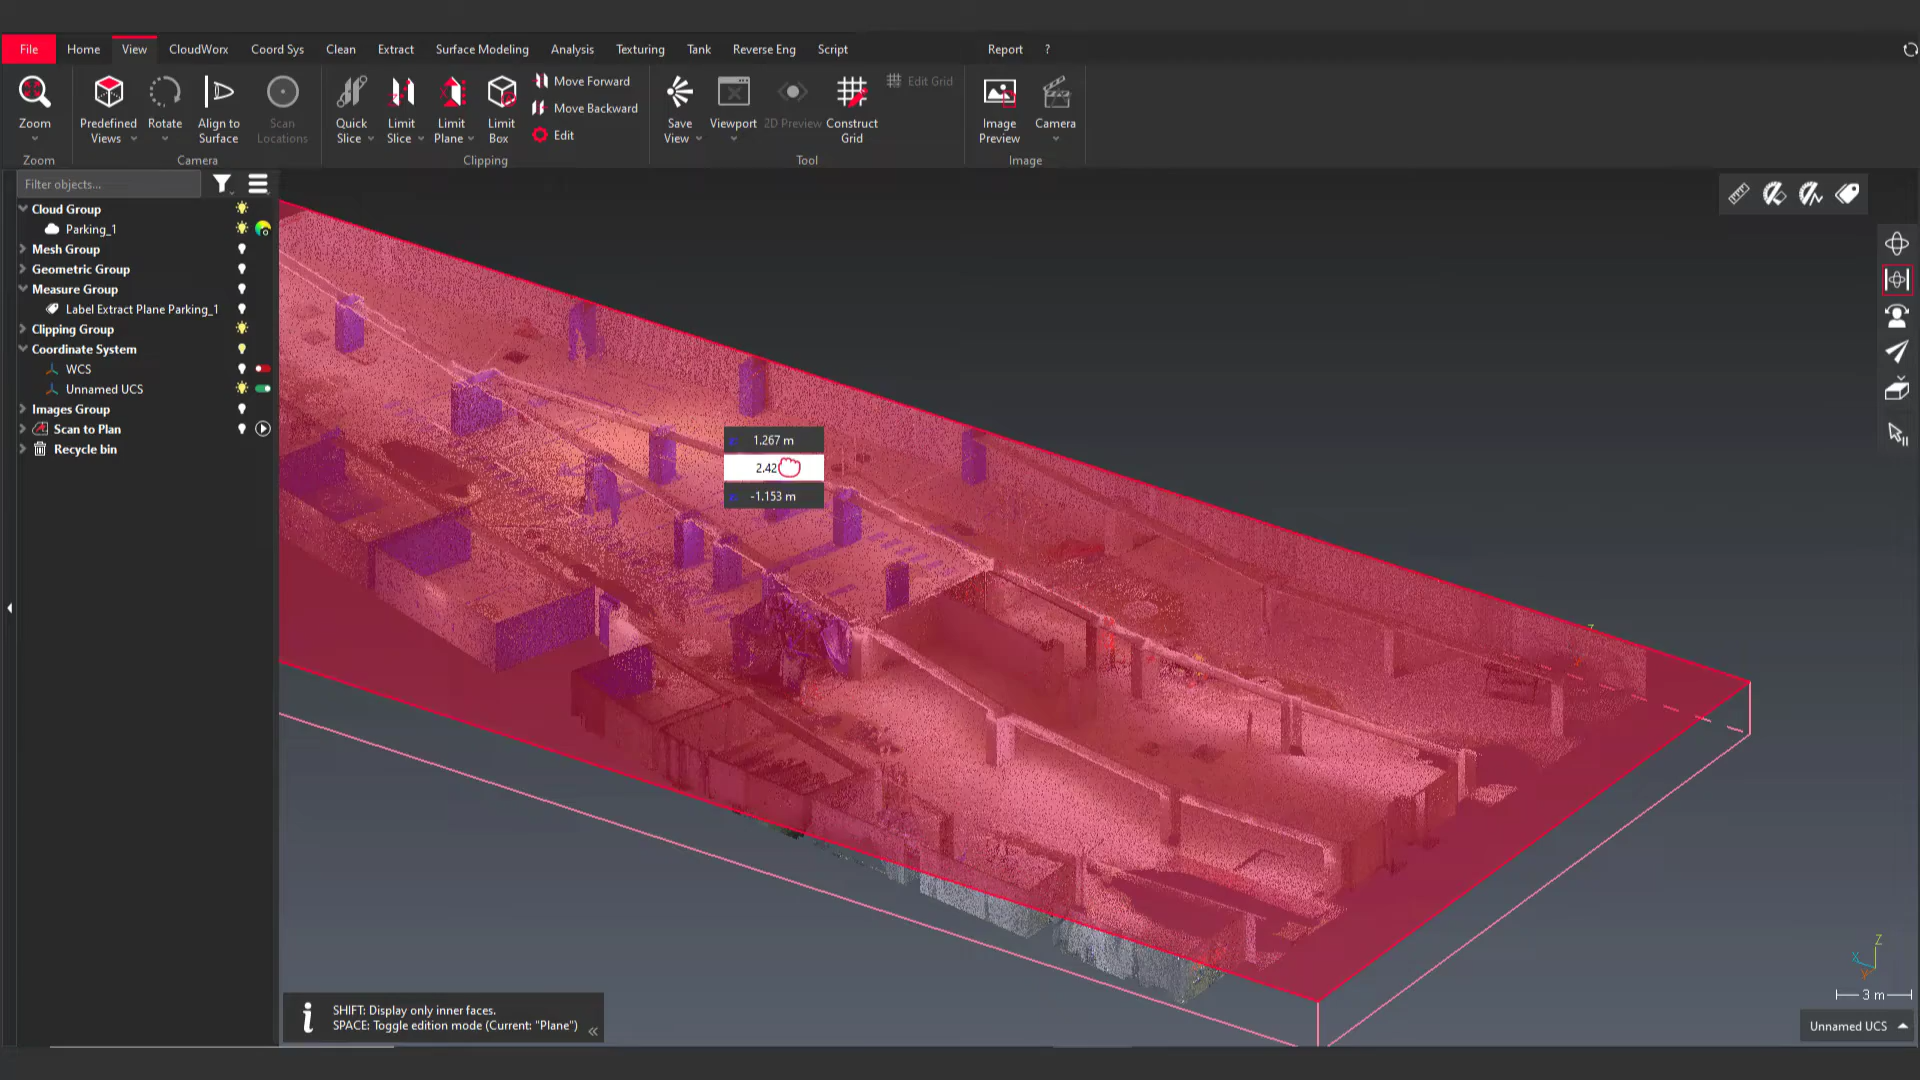 File Home View CloudWorx Coord Sys Clean Extract Surface Modeling Analysis Texturing Tank Reverse Eng Script Report ?
Zoom
Predefined Views
Rotate
Align to Surface
Scan Locations
Quick Slice
Limit Slice
Limit Plane
Limit Box
Move Forward
Move Backward
Edit
Save View
Viewport
2D Preview
Construct Grid
Edit Grid
Image Preview
Camera
Zoom Camera Clipping Tool Image
Filter objects...
Cloud Group
Parking_1
Mesh Group
Geometric Group
Measure Group
Label Extract Plane Parking_1
Clipping Group
Coordinate System
WCS
Unnamed UCS
Images Group
Scan to Plan
Recycle bin
1.267 m
2.42
-1.153 m
SHIFT: Display only inner faces.
SPACE: Toggle edition mode (Current: "Plane")
Z
X
Y
3 m
Unnamed UCS